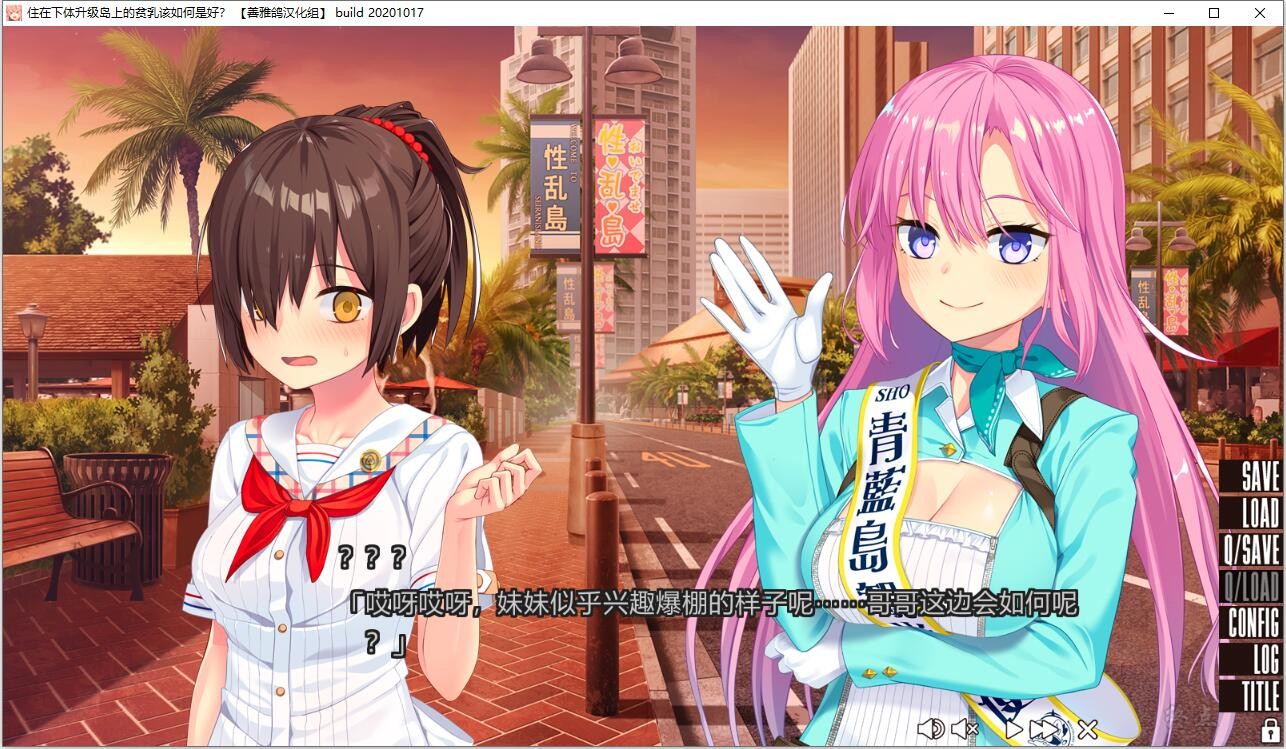 住在下体升级岛上的贫乳该如何是好？ 【善雅鸽汉化组】 build 20201017
WELCOME TO
性乱島
SEIRAN ISLAND
おいでませ
性♥乱♥島
性乱島
性乱島
SHO
青藍島
40
？？？
「哎呀哎呀，妹妹似乎兴趣爆棚的样子呢……哥哥这边会如何呢
？」
SAVE
LOAD
Q/SAVE
Q/LOAD
CONFIG
LOG
TITLE